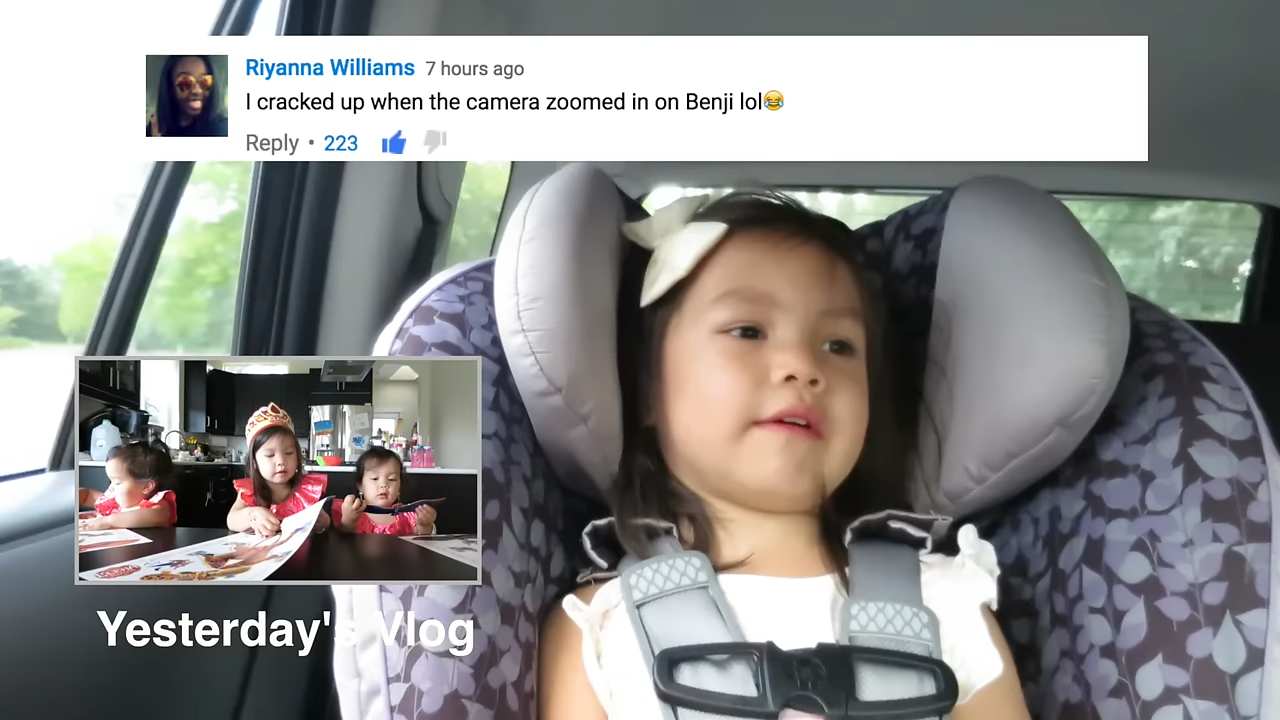 Riyanna Williams 7 hours ago
I cracked up when the camera zoomed in on Benji lol😂
Reply • 223
Yesterday's Vlog